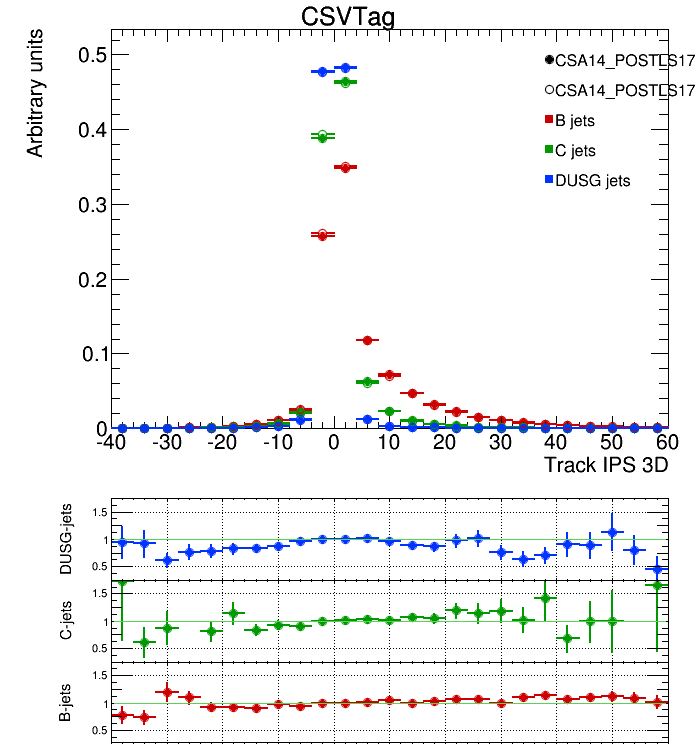 CSVTag
Arbitrary units
0.5
0.4
0.3
0.2
0.1
0
CSA14_POSTLS17
CSA14_POSTLS17
B jets
C jets
DUSG jets
-40 -30 -20 -10 0 10 20 30 40 50 60
Track IPS 3D
DUSG-jets
1.5
1
0.5
C-jets
1.5
1
0.5
B-jets
1.5
1
0.5